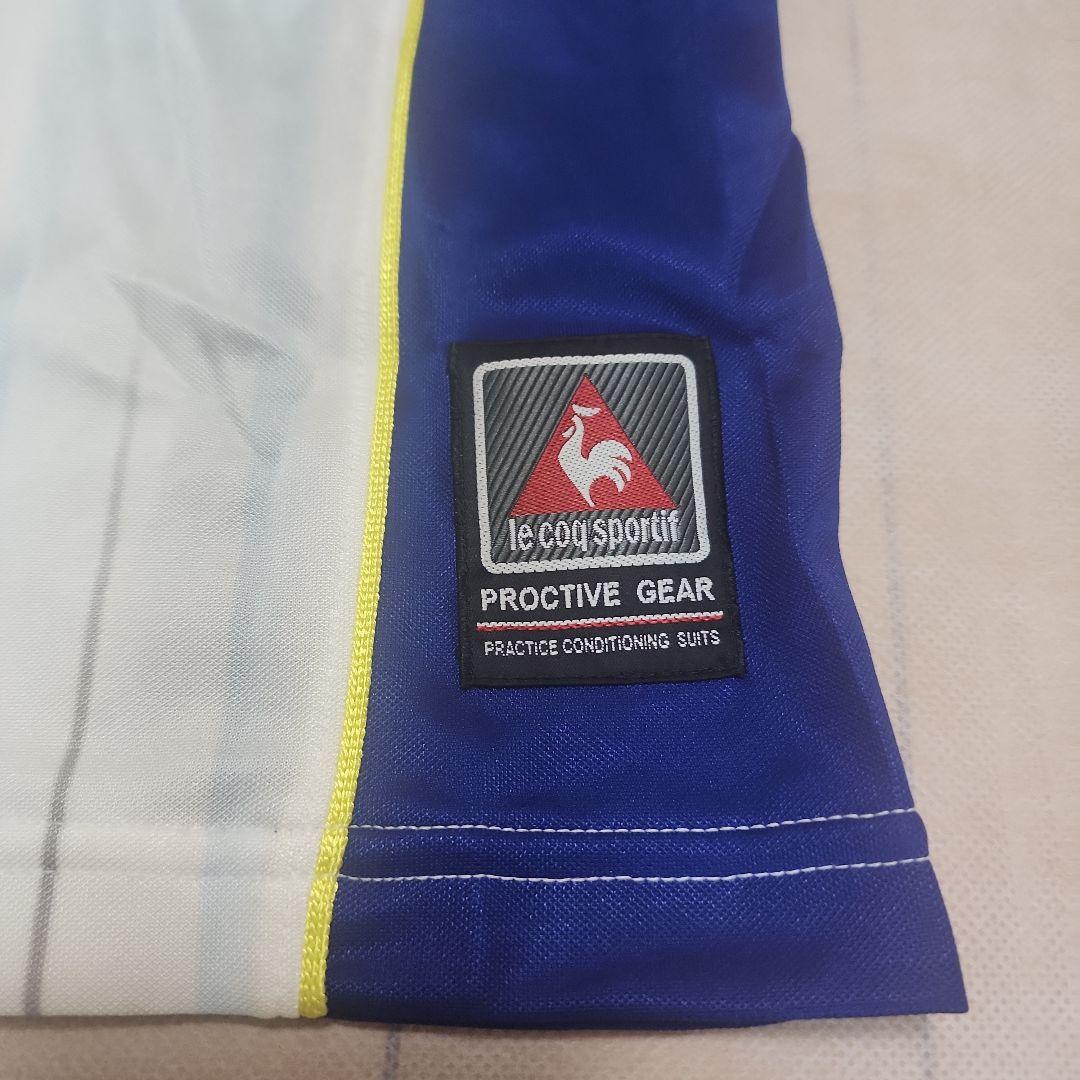 le coq sportif
PROCTIVE GEAR
PRACTICE CONDITIONING SUITS